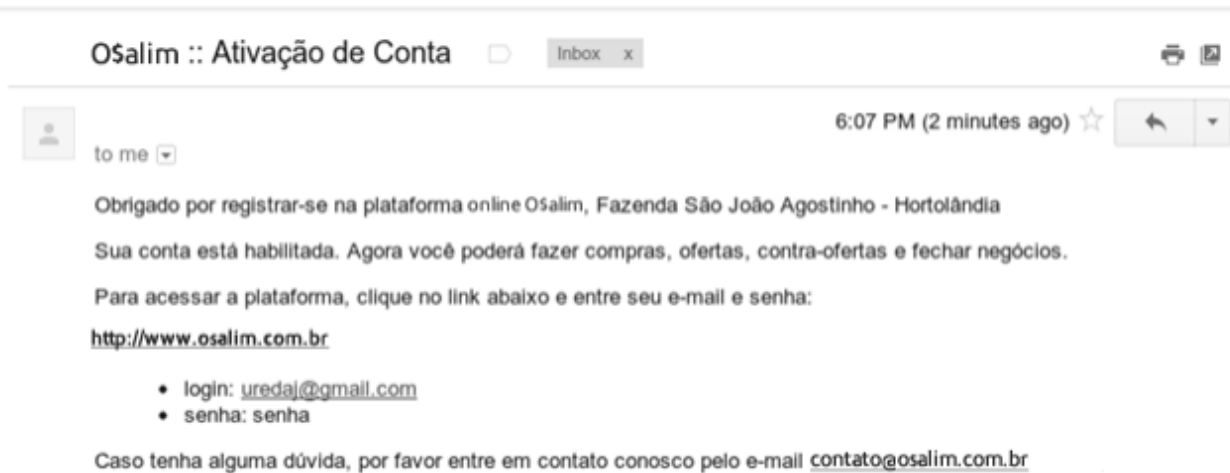 O$alim :: Ativação de Conta Inbox x
6:07 PM (2 minutes ago)
to me
Obrigado por registrar-se na plataforma online O$alim, Fazenda São João Agostinho - Hortolândia
Sua conta está habilitada. Agora você poderá fazer compras, ofertas, contra-ofertas e fechar negócios.
Para acessar a plataforma, clique no link abaixo e entre seu e-mail e senha:
http://www.osalim.com.br
• login: uredaj@gmail.com
• senha: senha
Caso tenha alguma dúvida, por favor entre em contato conosco pelo e-mail contato@osalim.com.br